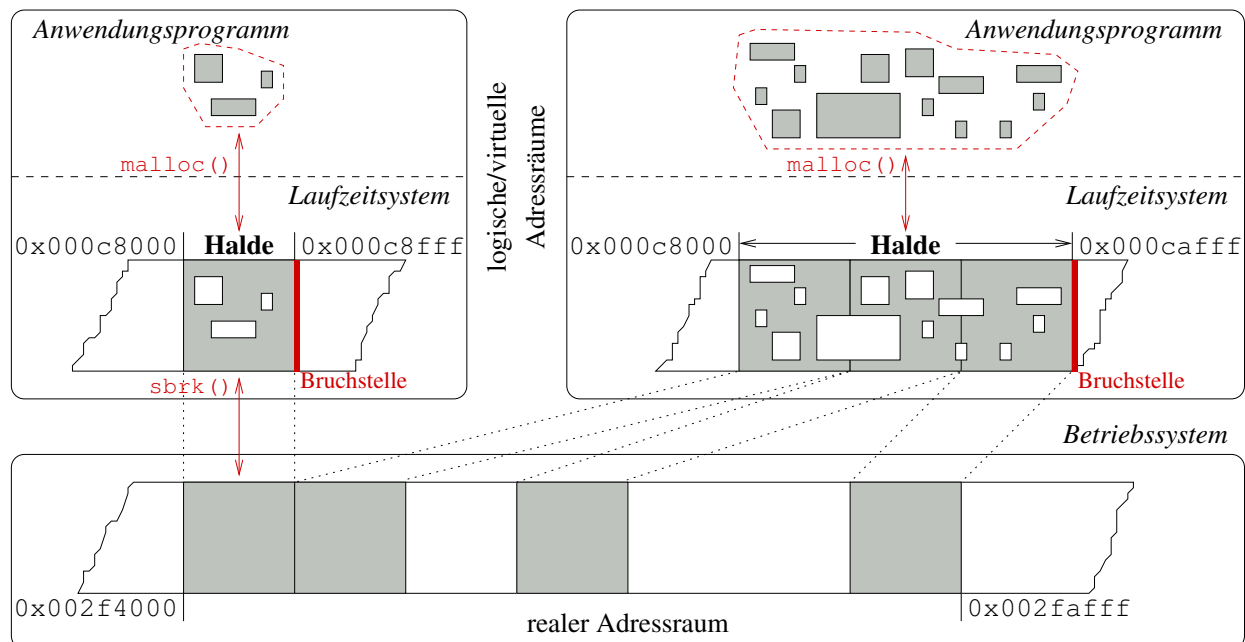 Anwendungsprogramm
malloc()
Laufzeitsystem
0x000c8000 Halde 0x000c8fff
Bruchstelle
sbrk()
logische/virtuelle
Adressräume
Anwendungsprogramm
malloc()
Laufzeitsystem
0x000c8000 Halde 0x000cafff
Bruchstelle
Betriebssystem
0x002f4000 0x002fafff
realer Adressraum